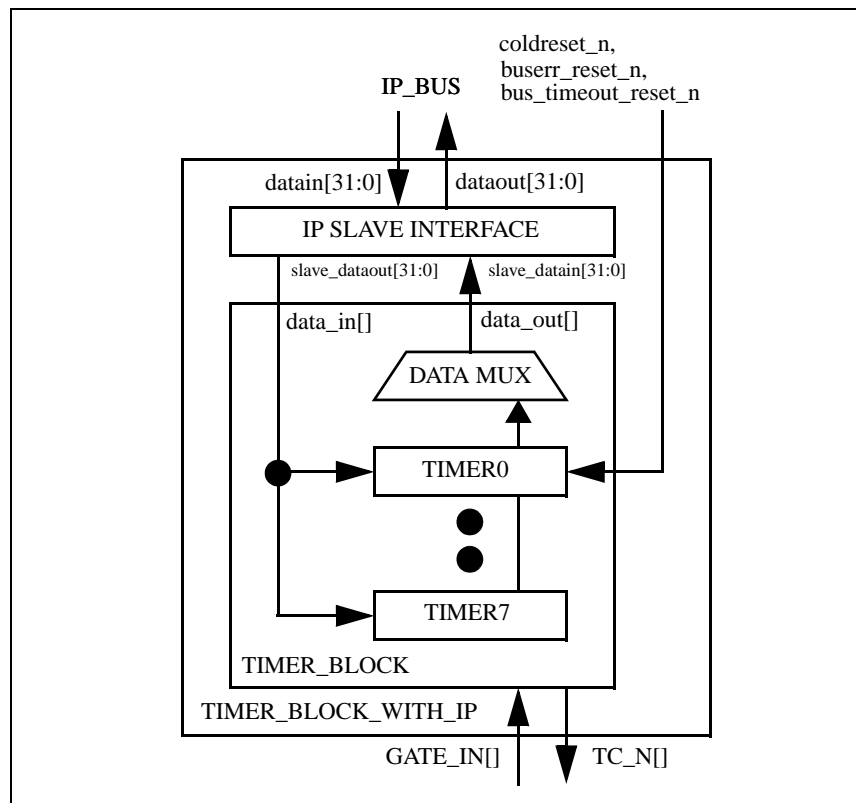 coldreset_n,
buserr_reset_n,
bus_timeout_reset_n
IP_BUS
datain[31:0]
dataout[31:0]
IP SLAVE INTERFACE
slave_dataout[31:0]
slave_datain[31:0]
data_in[]
data_out[]
DATA MUX
TIMER0
TIMER7
TIMER_BLOCK
TIMER_BLOCK_WITH_IP
GATE_IN[]
TC_N[]